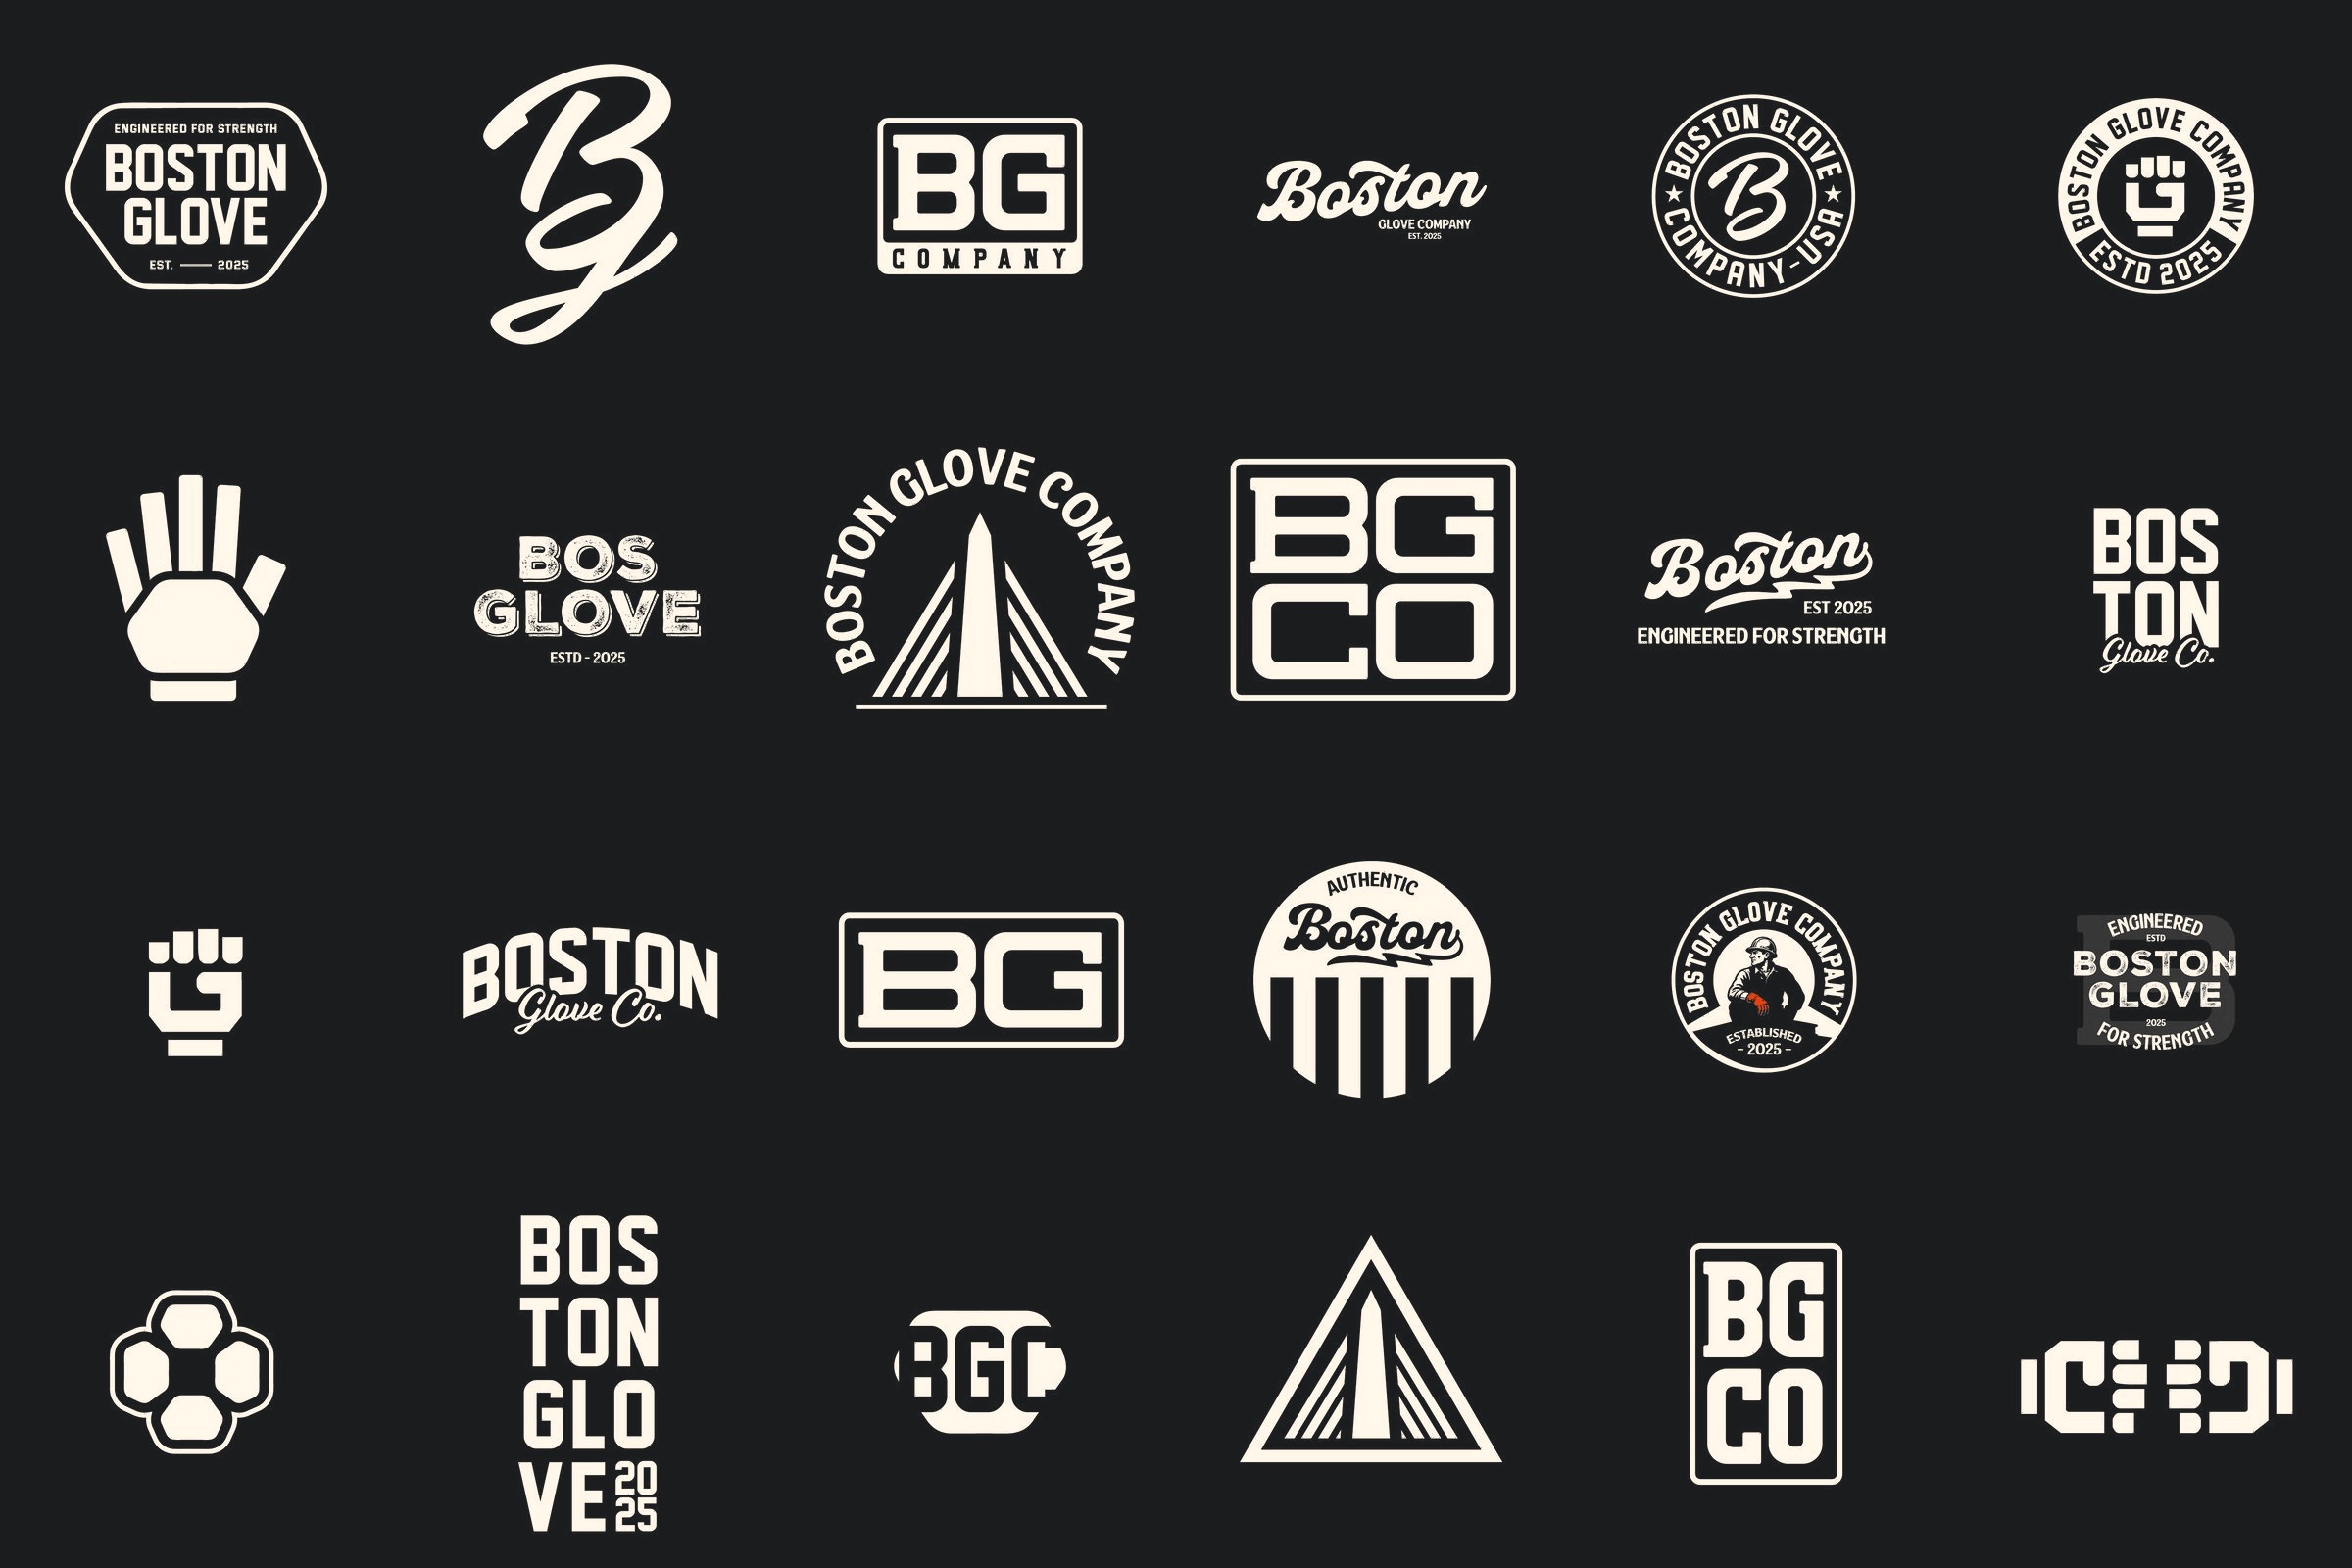 ENGINEERED FOR STRENGTH
BOSTON
GLOVE
EST. 2025
B
BG
COMPANY
Boston
GLOVE COMPANY
EST. 2025
BOSTON GLOVE
B
COMPANY - USA
BOSTON GLOVE COMPANY
G
ESTD 2025
BOS
GLOVE
ESTD - 2025
BOSTON GLOVE COMPANY
BG
CO
Boston
EST 2025
ENGINEERED FOR STRENGTH
BOS
TON
Glove Co.
G
BOSTON
Glove Co.
BG
AUTHENTIC
Boston
BOSTON GLOVE COMPANY
ESTABLISHED
- 2025 -
B
ENGINEERED
ESTD
BOSTON
GLOVE
2025
FOR STRENGTH
BOS
TON
GLO
VE 20
25
BGC
BG
CO